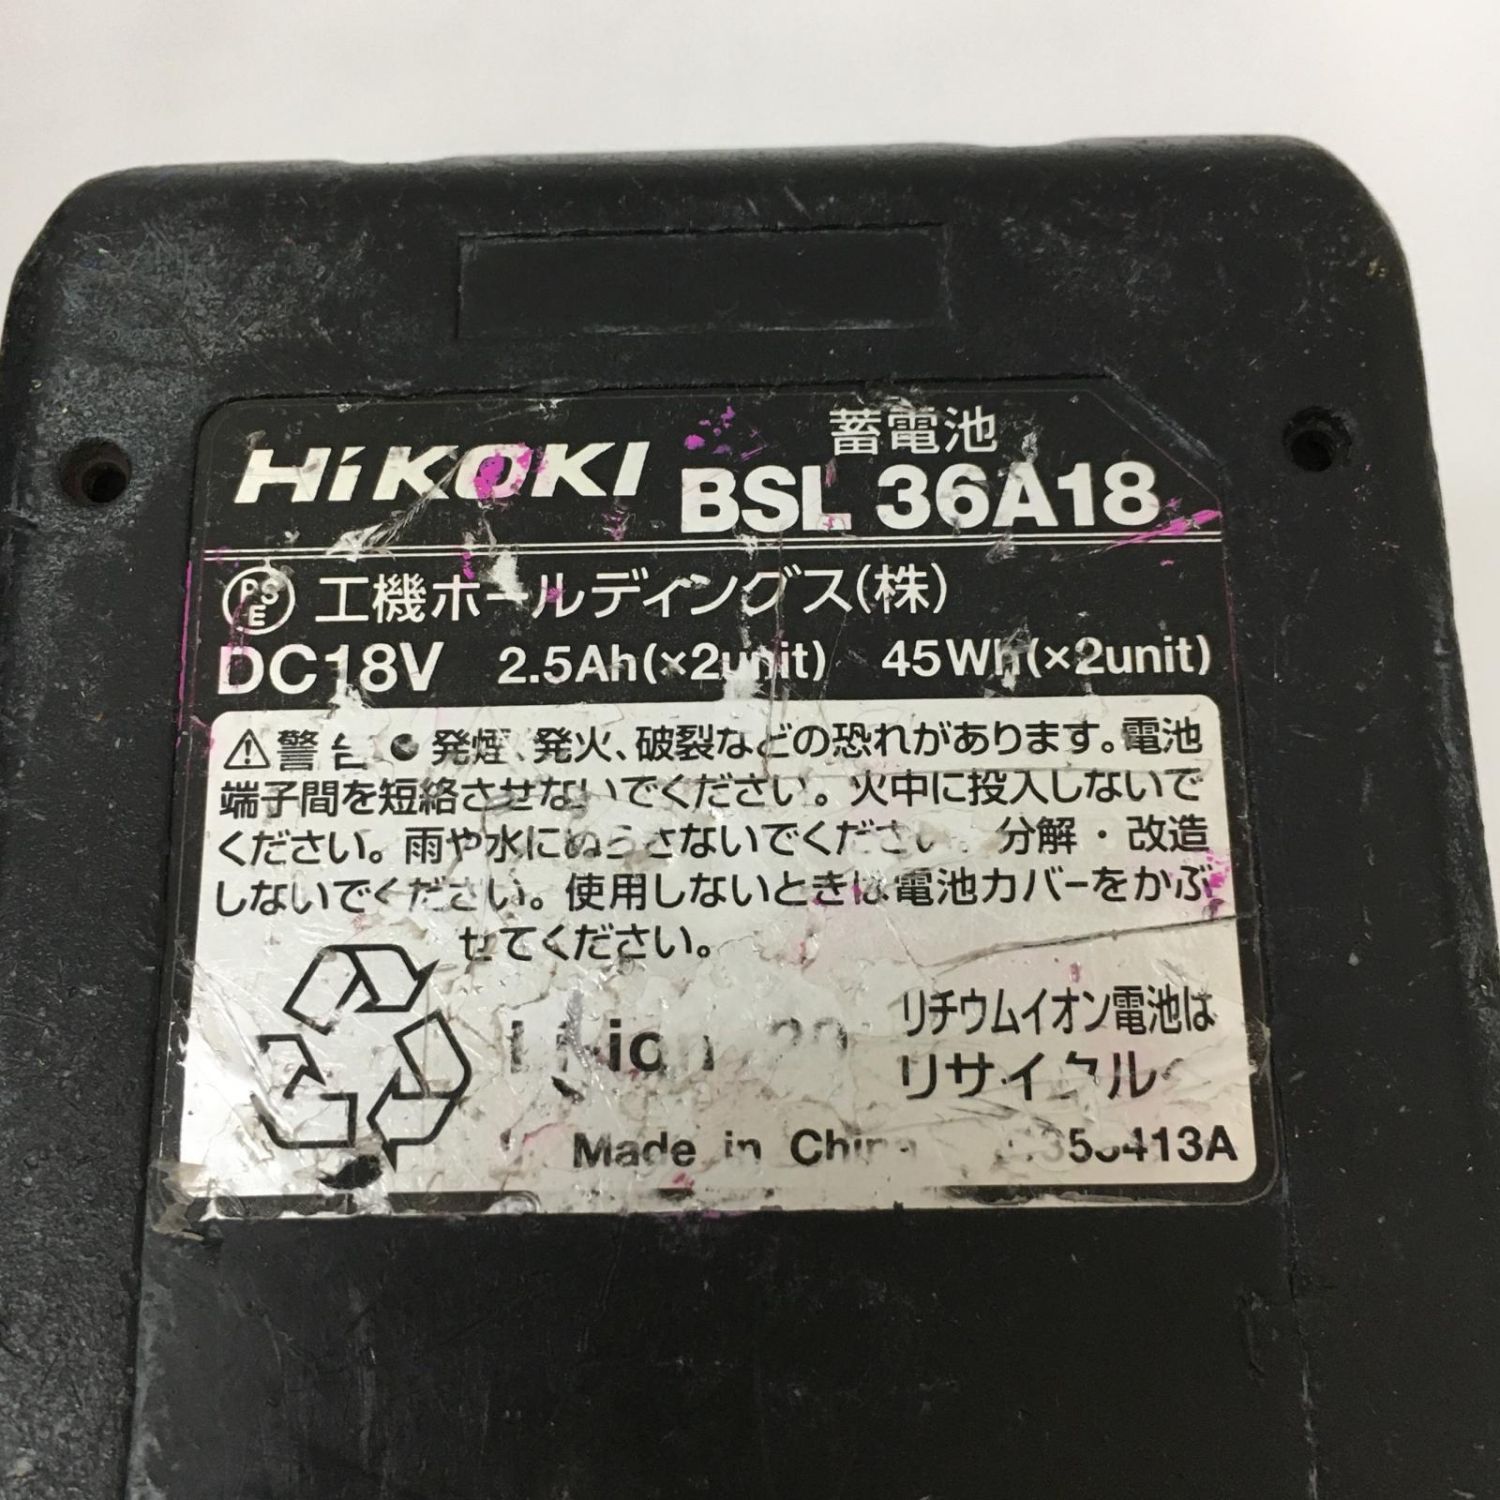 HiKOKI
蓄電池
BSL 36A18
PSE 工機ホールディングス(株)
DC18V 2.5Ah(×2unit) 45Wh(×2unit)
⚠警 ● 発煙、発火、破裂などの恐れがあります。電池
端子間を短絡させないでください。火中に投入しないで
ください。雨や水にぬらさないでください。分解・改造
しないでください。使用しないときは電池カバーをかぶ
せてください。
Li-ion
リチウムイオン電池は
リサイクル
Made in China